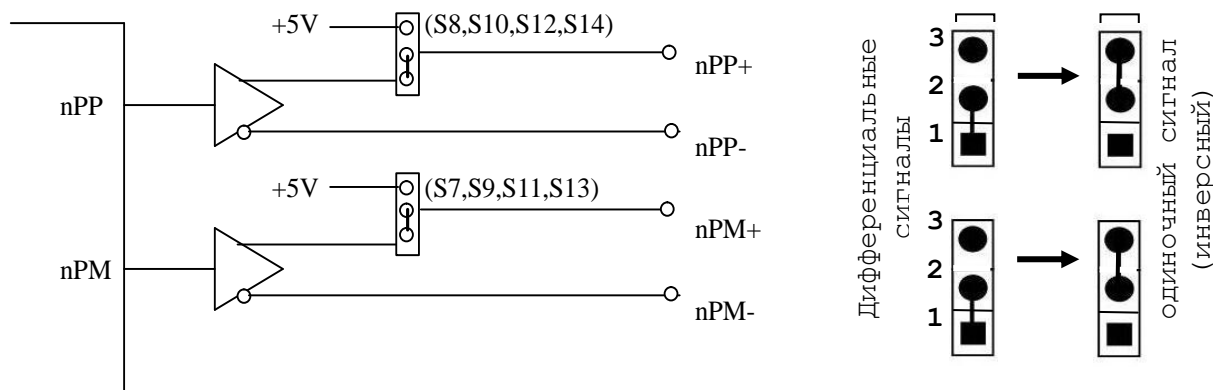 +5V
(S8,S10,S12,S14)
nPP
nPP+
nPP-
+5V
(S7,S9,S11,S13)
nPM
nPM+
nPM-
Дифференциальные
сигналы
3
2
1
3
2
1
одиночный сигнал
(инверсный)